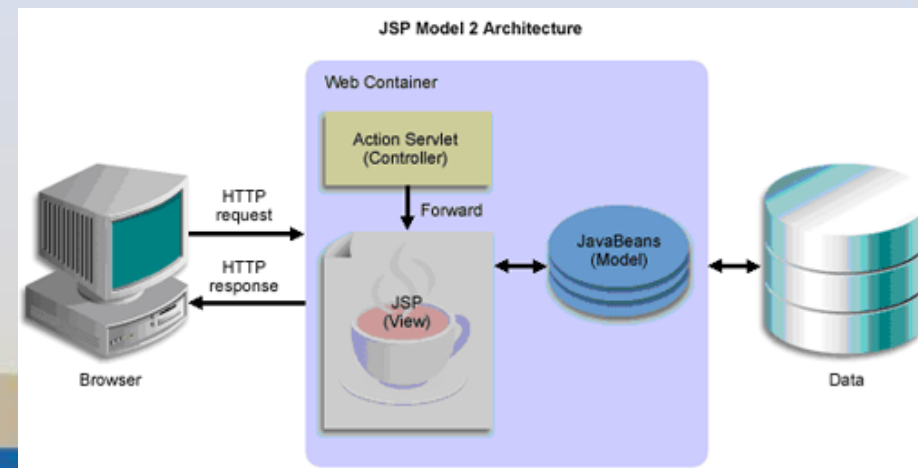 JSP Model 2 Architecture
Web Container
Action Servlet
(Controller)
HTTP
request
Forward
JavaBeans
(Model)
HTTP
response
JSP
(View)
Browser
Data